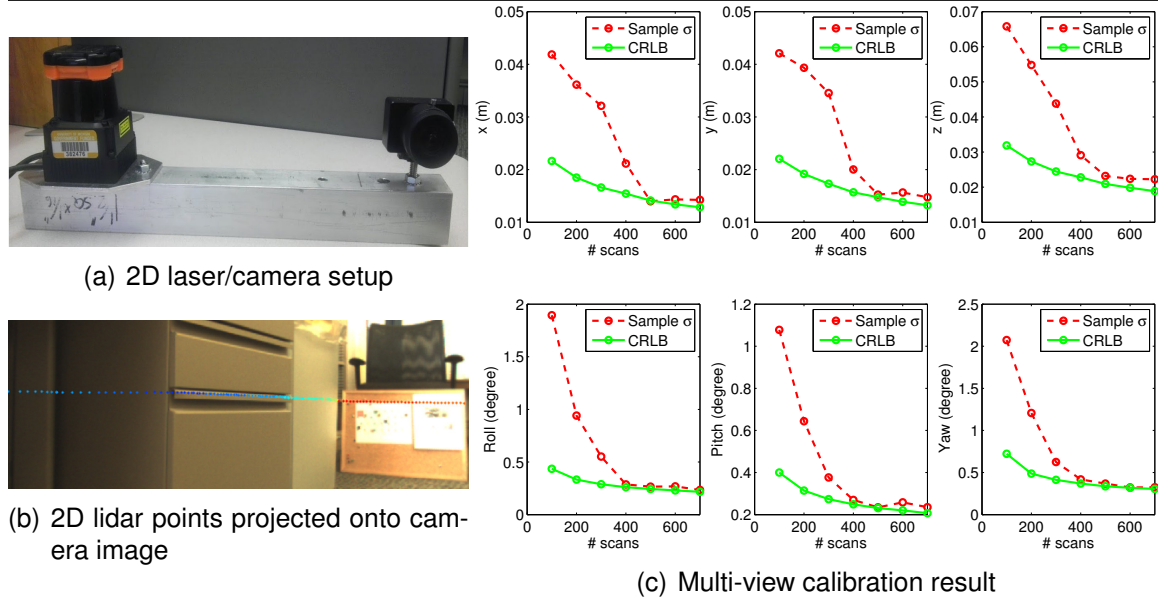 (a) 2D laser/camera setup
(b) 2D lidar points projected onto cam-
era image
0.05
0.04
0.03
0.02
0.01
0 200 400 600
x (m)
# scans
Sample σ
CRLB
0.05
0.04
0.03
0.02
0.01
0 200 400 600
y (m)
# scans
Sample σ
CRLB
0.07
0.06
0.05
0.04
0.03
0.02
0.01
0 200 400 600
z (m)
# scans
Sample σ
CRLB
2
1.5
1
0.5
0
0 200 400 600
Roll (degree)
# scans
Sample σ
CRLB
1.2
1
0.8
0.6
0.4
0.2
0 200 400 600
Pitch (degree)
# scans
Sample σ
CRLB
2.5
2
1.5
1
0.5
0
0 200 400 600
Yaw (degree)
# scans
Sample σ
CRLB
(c) Multi-view calibration result